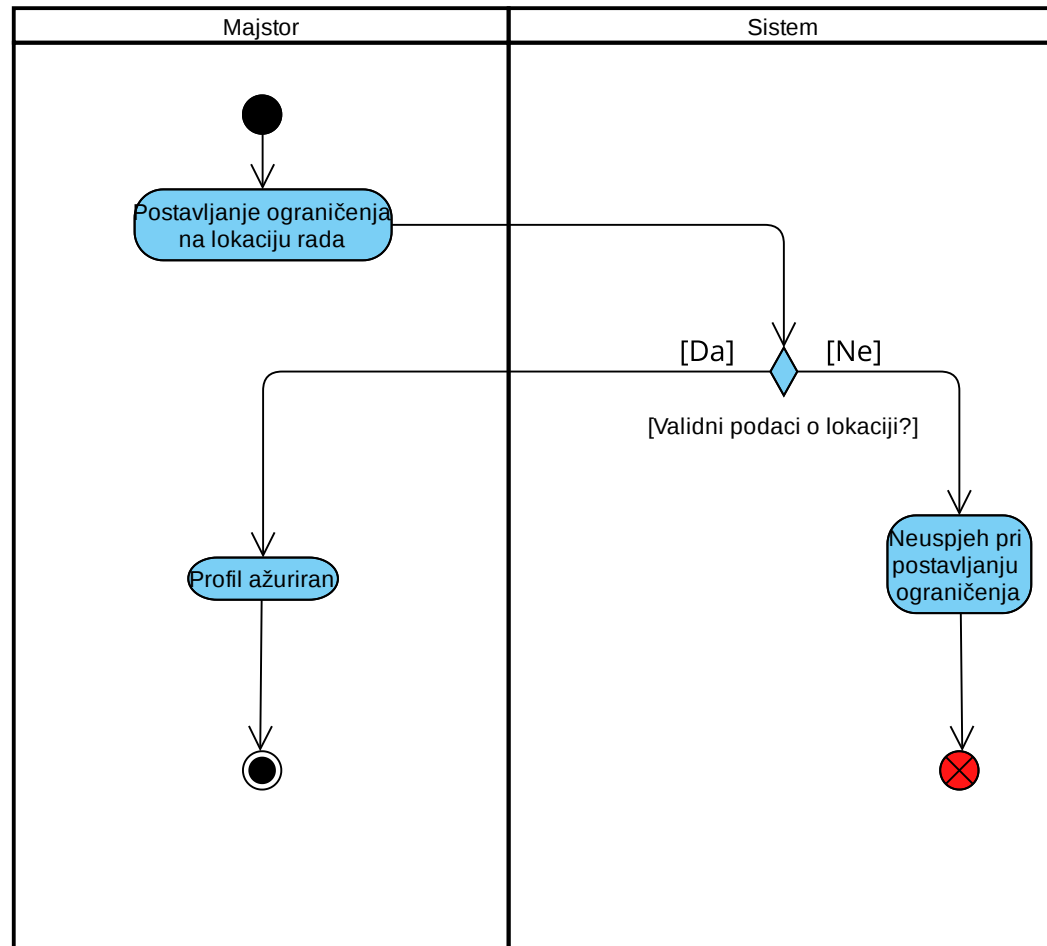 Majstor
Sistem
Postavljanje ograničenja
na lokaciju rada
[Da]
[Ne]
[Validni podaci o lokaciji?]
Neuspjeh pri
postavljanju
ograničenja
Profil ažuriran